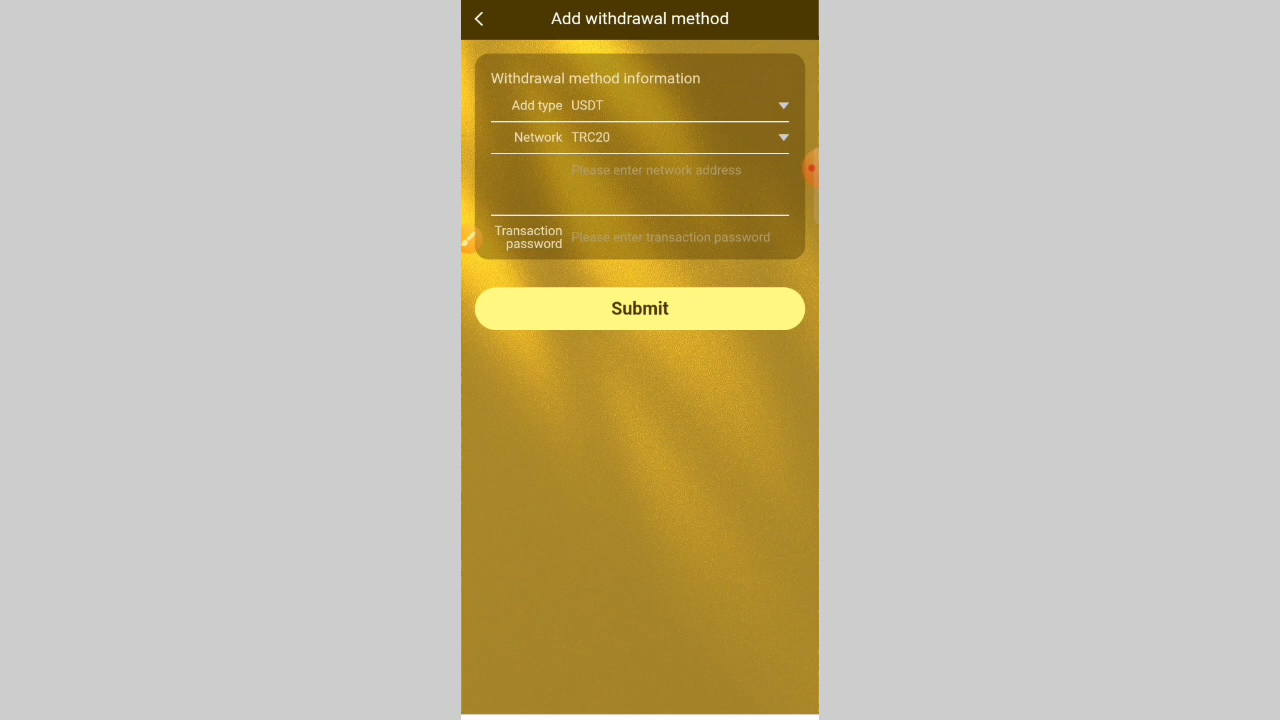 Add withdrawal method
Withdrawal method information
Add type USDT
Network TRC20
Please enter network address
Transaction
password Please enter transaction password
Submit